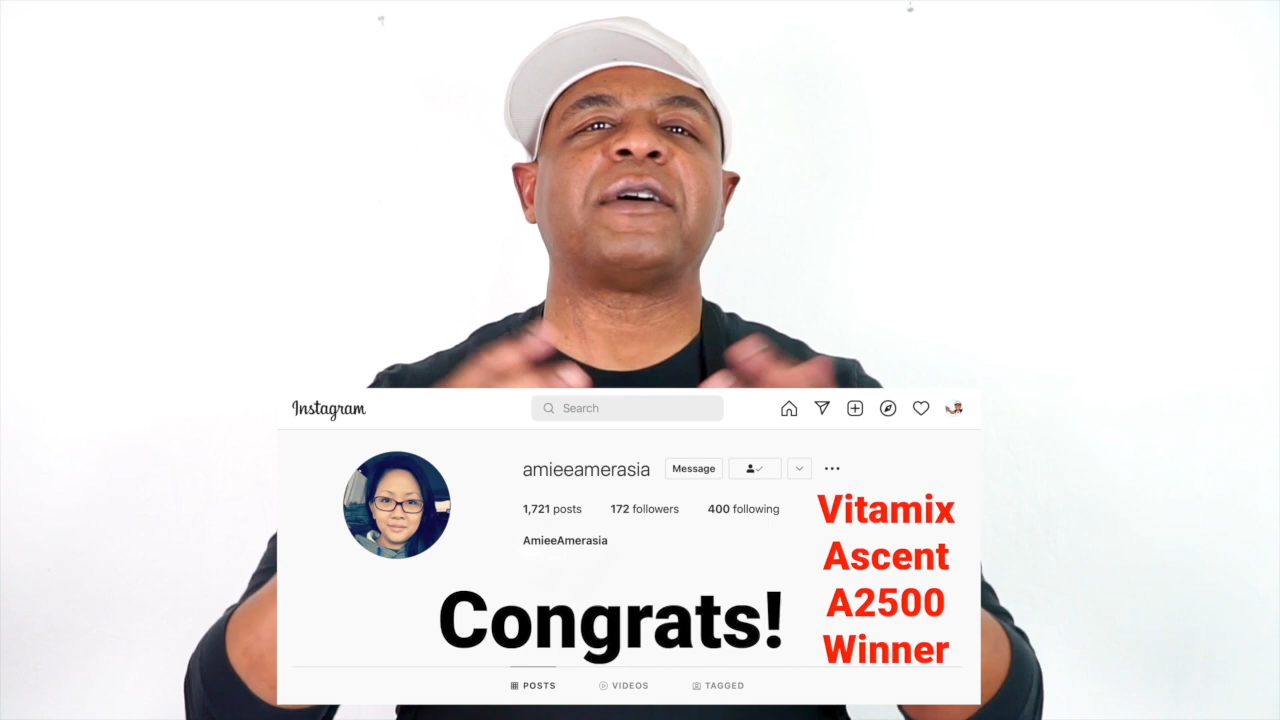 Instagram
Search
amieeamerasia Message
1,721 posts 172 followers 400 following
AmieeAmerasia
Vitamix
Ascent
A2500
Winner
Congrats!
POSTS VIDEOS TAGGED